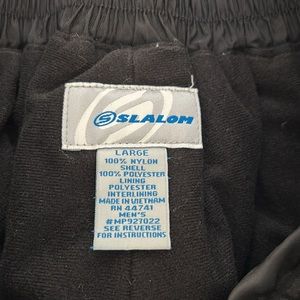 SLALOM
LARGE
100% NYLON
SHELL
100% POLYESTER
LINING
POLYESTER
INTERLINING
MADE IN VIETNAM
RN 44741
MEN'S
#MP927022
SEE REVERSE
FOR INSTRUCTIONS